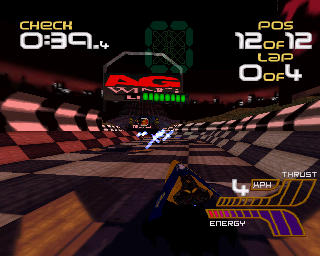 CHECK
0:39.4
POS
12 OF 12
LAP
0 OF 4
AG
4 KPH
THRUST
ENERGY